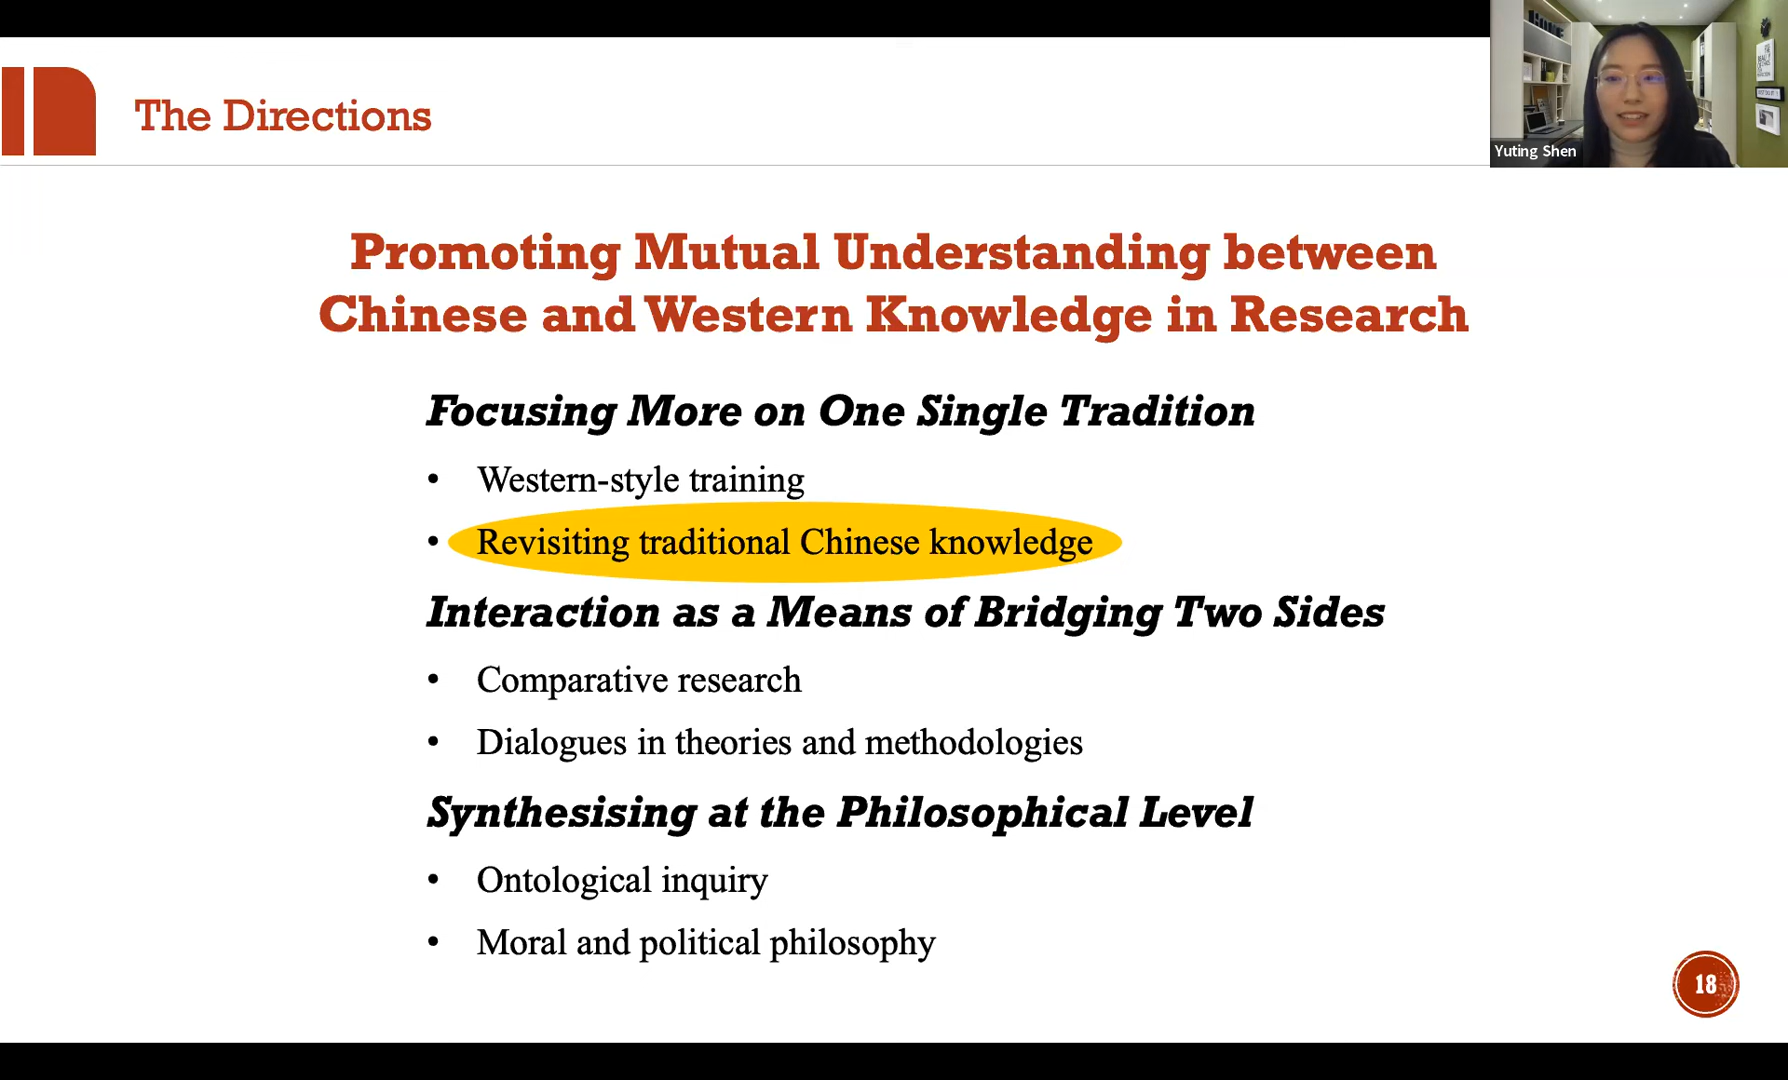 The Directions
Yuting Shen
Promoting Mutual Understanding between
Chinese and Western Knowledge in Research
Focusing More on One Single Tradition
• Western-style training
• Revisiting traditional Chinese knowledge
Interaction as a Means of Bridging Two Sides
• Comparative research
• Dialogues in theories and methodologies
Synthesising at the Philosophical Level
• Ontological inquiry
• Moral and political philosophy
18